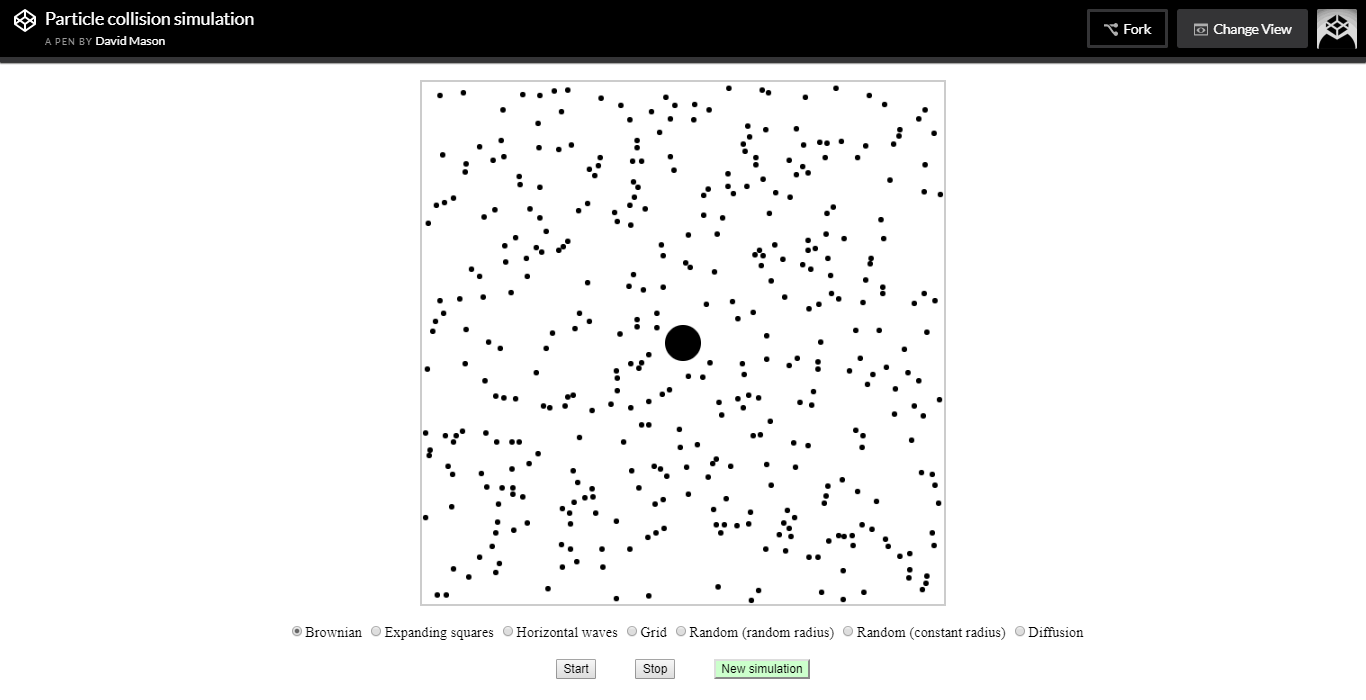 Particle collision simulation
A PEN BY David Mason
Fork
Change View
Brownian Expanding squares Horizontal waves Grid Random (random radius) Random (constant radius) Diffusion
Start Stop New simulation